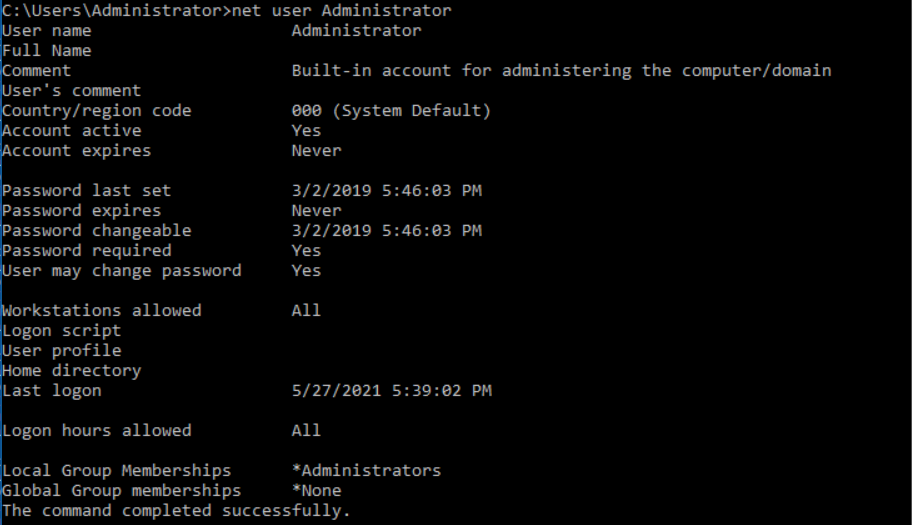 C:\Users\Administrator>net user Administrator
User name                    Administrator
Full Name
Comment                      Built-in account for administering the computer/domain
User's comment
Country/region code          000 (System Default)
Account active               Yes
Account expires              Never

Password last set            3/2/2019 5:46:03 PM
Password expires             Never
Password changeable          3/2/2019 5:46:03 PM
Password required            Yes
User may change password     Yes

Workstations allowed         All
Logon script
User profile
Home directory
Last logon                   5/27/2021 5:39:02 PM

Logon hours allowed          All

Local Group Memberships      *Administrators
Global Group memberships     *None
The command completed successfully.